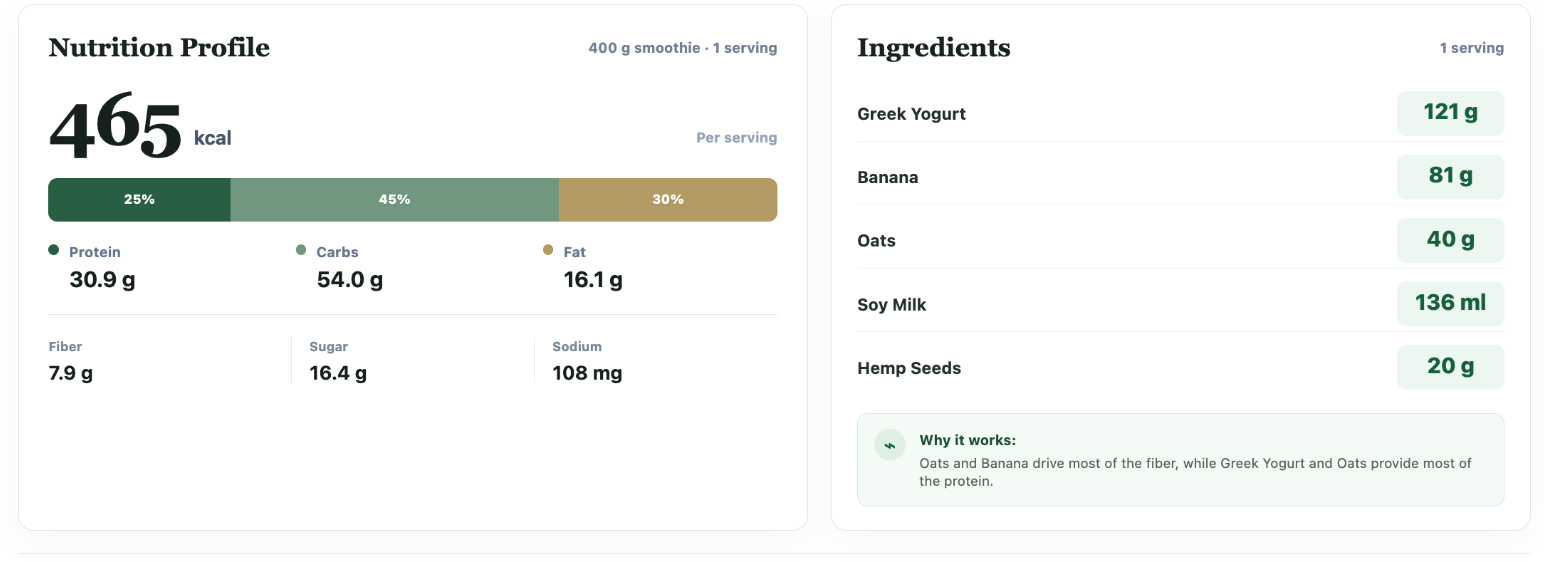 Nutrition Profile
400 g smoothie · 1 serving
465 kcal
Per serving
25% 45% 30%
Protein Carbs Fat
30.9 g 54.0 g 16.1 g
Fiber Sugar Sodium
7.9 g 16.4 g 108 mg
Ingredients
1 serving
Greek Yogurt 121 g
Banana 81 g
Oats 40 g
Soy Milk 136 ml
Hemp Seeds 20 g
Why it works:
Oats and Banana drive most of the fiber, while Greek Yogurt and Oats provide most of
the protein.